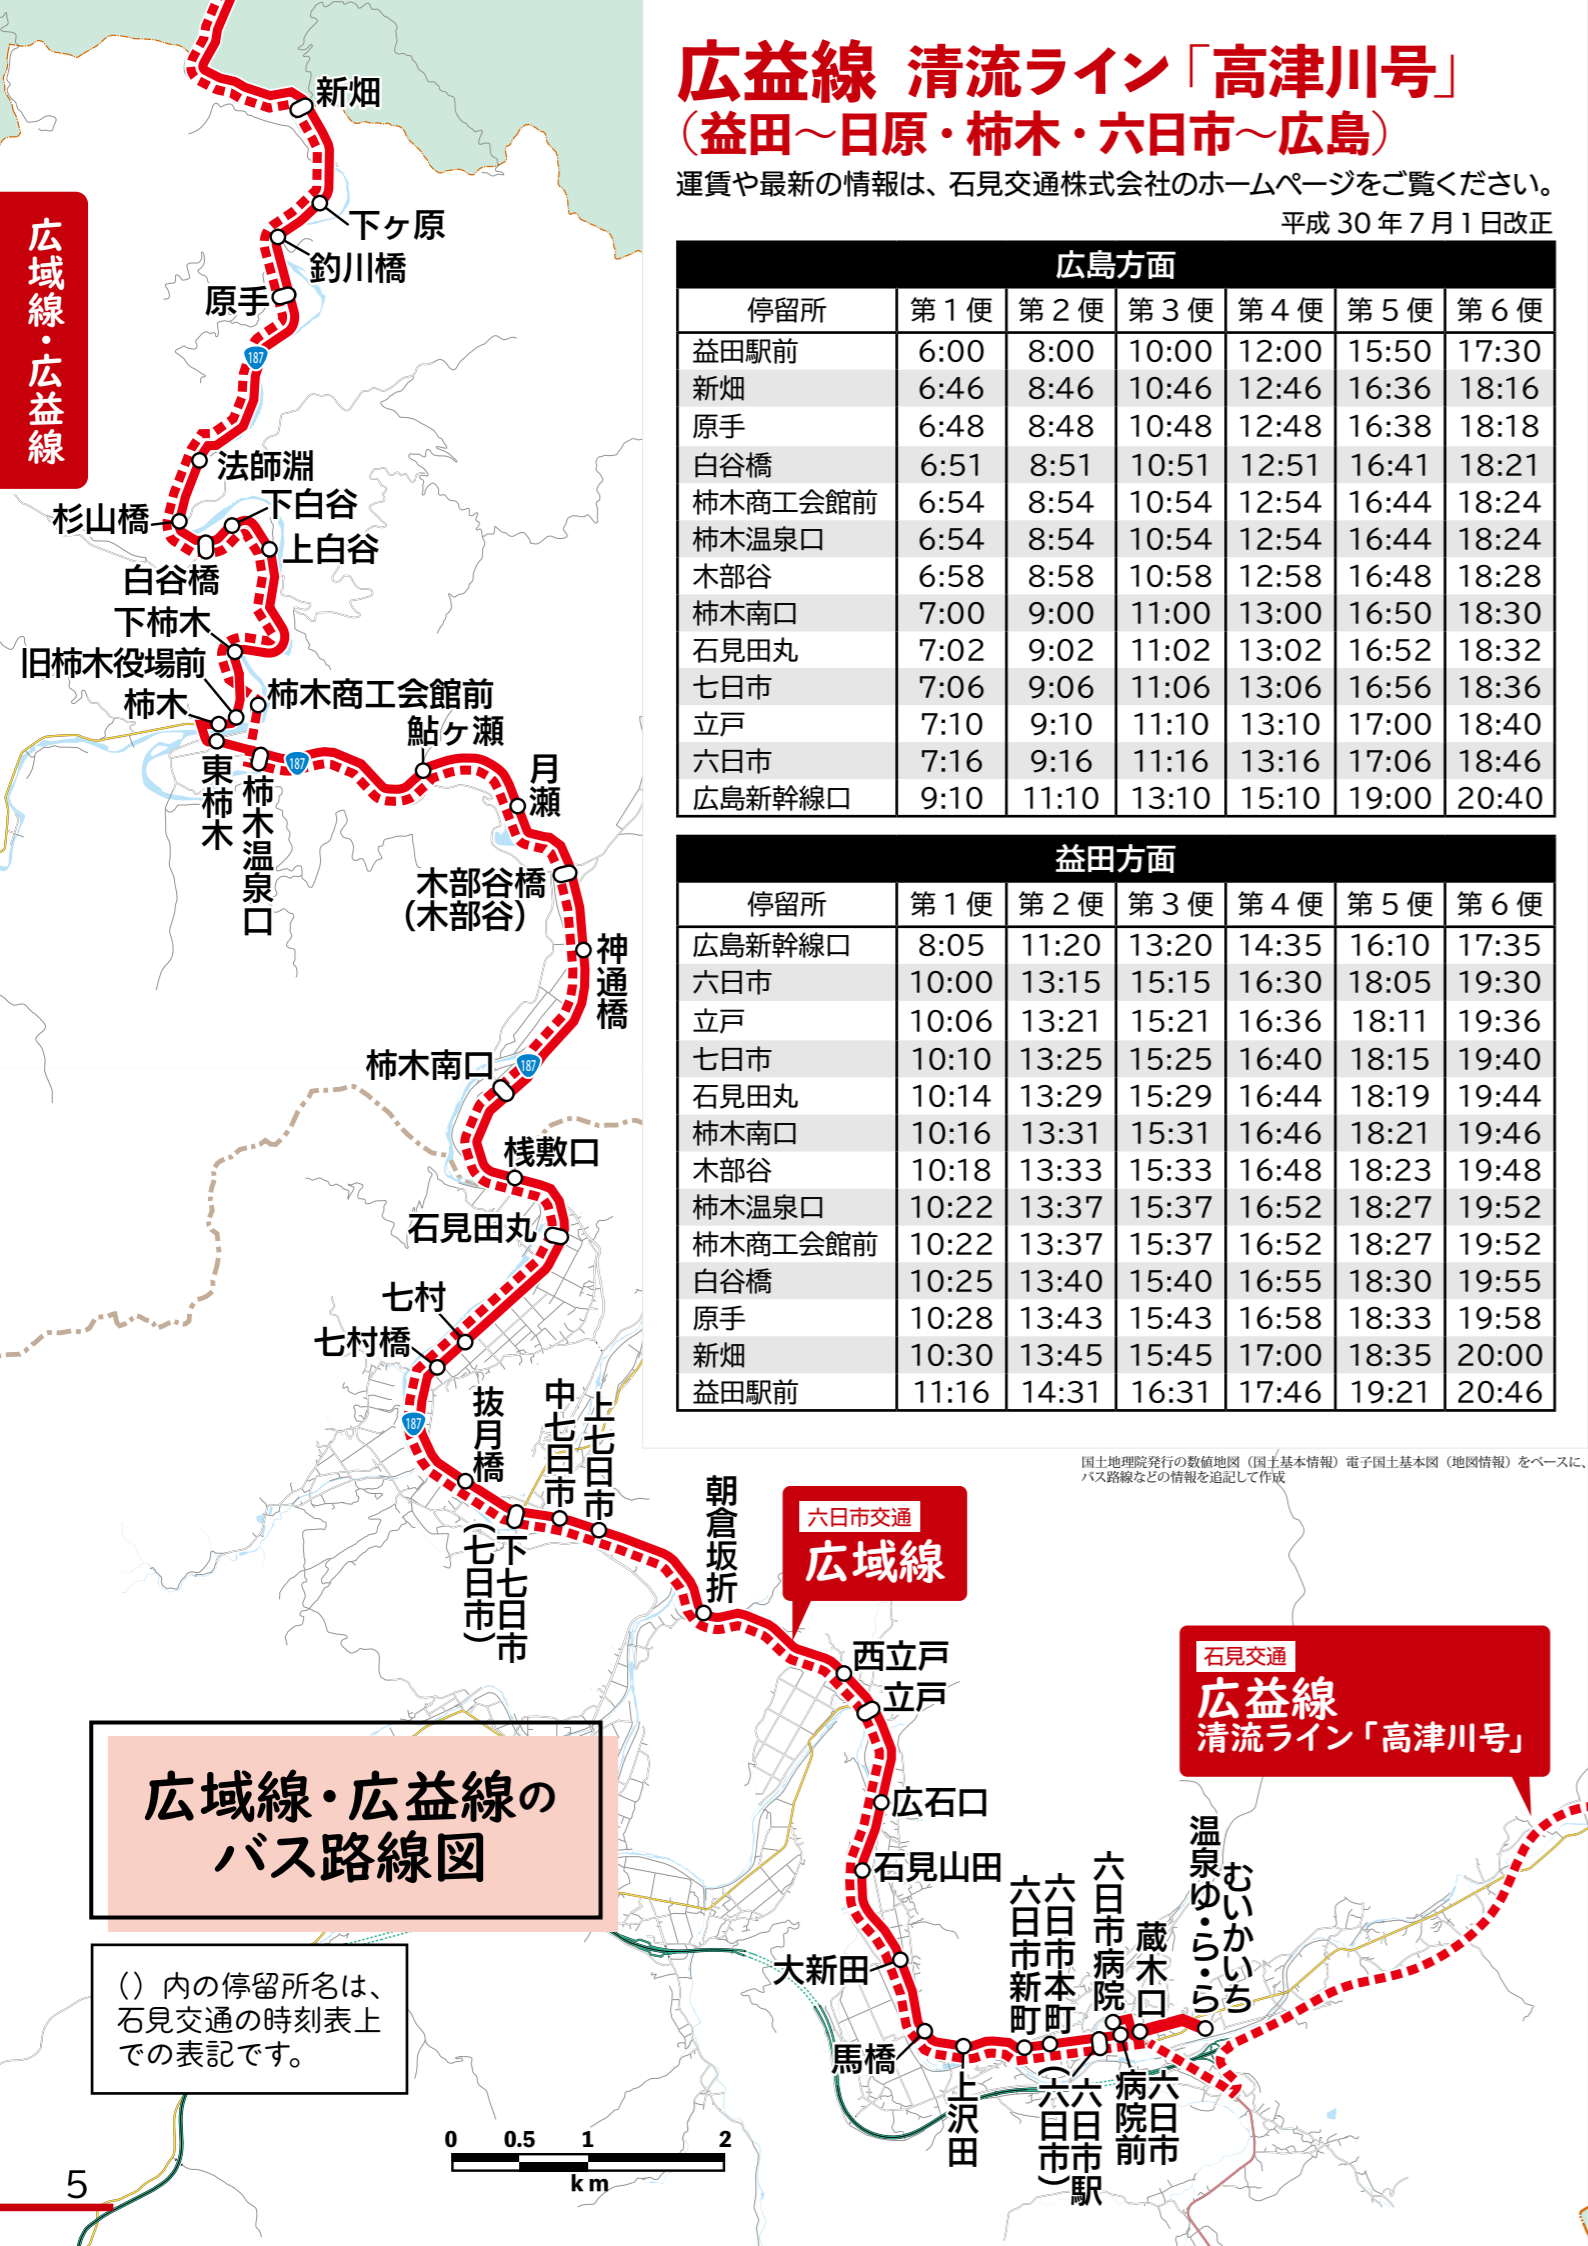 広域線・広益線
広益線 清流ライン「高津川号」
（益田～日原・柿木・六日市～広島）
運賃や最新の情報は、石見交通株式会社のホームページをご覧ください。
平成30年7月1日改正
広島方面
停留所 第1便 第2便 第3便 第4便 第5便 第6便
益田駅前 6:00 8:00 10:00 12:00 15:50 17:30
新畑 6:46 8:46 10:46 12:46 16:36 18:16
原手 6:48 8:48 10:48 12:48 16:38 18:18
白谷橋 6:51 8:51 10:51 12:51 16:41 18:21
柿木商工会館前 6:54 8:54 10:54 12:54 16:44 18:24
柿木温泉口 6:54 8:54 10:54 12:54 16:44 18:24
木部谷 6:58 8:58 10:58 12:58 16:48 18:28
柿木南口 7:00 9:00 11:00 13:00 16:50 18:30
石見田丸 7:02 9:02 11:02 13:02 16:52 18:32
七日市 7:06 9:06 11:06 13:06 16:56 18:36
立戸 7:10 9:10 11:10 13:10 17:00 18:40
六日市 7:16 9:16 11:16 13:16 17:06 18:46
広島新幹線口 9:10 11:10 13:10 15:10 19:00 20:40
益田方面
停留所 第1便 第2便 第3便 第4便 第5便 第6便
広島新幹線口 8:05 11:20 13:20 14:35 16:10 17:35
六日市 10:00 13:15 15:15 16:30 18:05 19:30
立戸 10:06 13:21 15:21 16:36 18:11 19:36
七日市 10:10 13:25 15:25 16:40 18:15 19:40
石見田丸 10:14 13:29 15:29 16:44 18:19 19:44
柿木南口 10:16 13:31 15:31 16:46 18:21 19:46
木部谷 10:18 13:33 15:33 16:48 18:23 19:48
柿木温泉口 10:22 13:37 15:37 16:52 18:27 19:52
柿木商工会館前 10:22 13:37 15:37 16:52 18:27 19:52
白谷橋 10:25 13:40 15:40 16:55 18:30 19:55
原手 10:28 13:43 15:43 16:58 18:33 19:58
新畑 10:30 13:45 15:45 17:00 18:35 20:00
益田駅前 11:16 14:31 16:31 17:46 19:21 20:46
国土地理院発行の数値地図（国土基本情報）電子国土基本図（地図情報）をベースに、
バス路線などの情報を追記して作成
新畑
下ヶ原
釣川橋
原手
187
法師淵
下白谷
杉山橋
上白谷
白谷橋
下柿木
旧柿木役場前
柿木
柿木商工会館前
鮎ヶ瀬
187
月瀬
東柿木
柿木温泉口
木部谷橋
（木部谷）
神通橋
187
柿木南口
桟敷口
石見田丸
七村
七村橋
187
抜月橋
中七日市
上七日市
下七日市
（七日市）
朝倉坂折
六日市交通
広域線
西立戸
立戸
石見交通
広益線
清流ライン「高津川号」
広石口
石見山田
大新田
馬橋
上沢田
六日市新町
六日市本町
六日市病院
蔵木口
むいかいち
温泉ゆ・ら・ら
六日市駅
（六日市）
六日市
病院前
広域線・広益線の
バス路線図
（）内の停留所名は、
石見交通の時刻表上
での表記です。
0 0.5 1 2
km
5